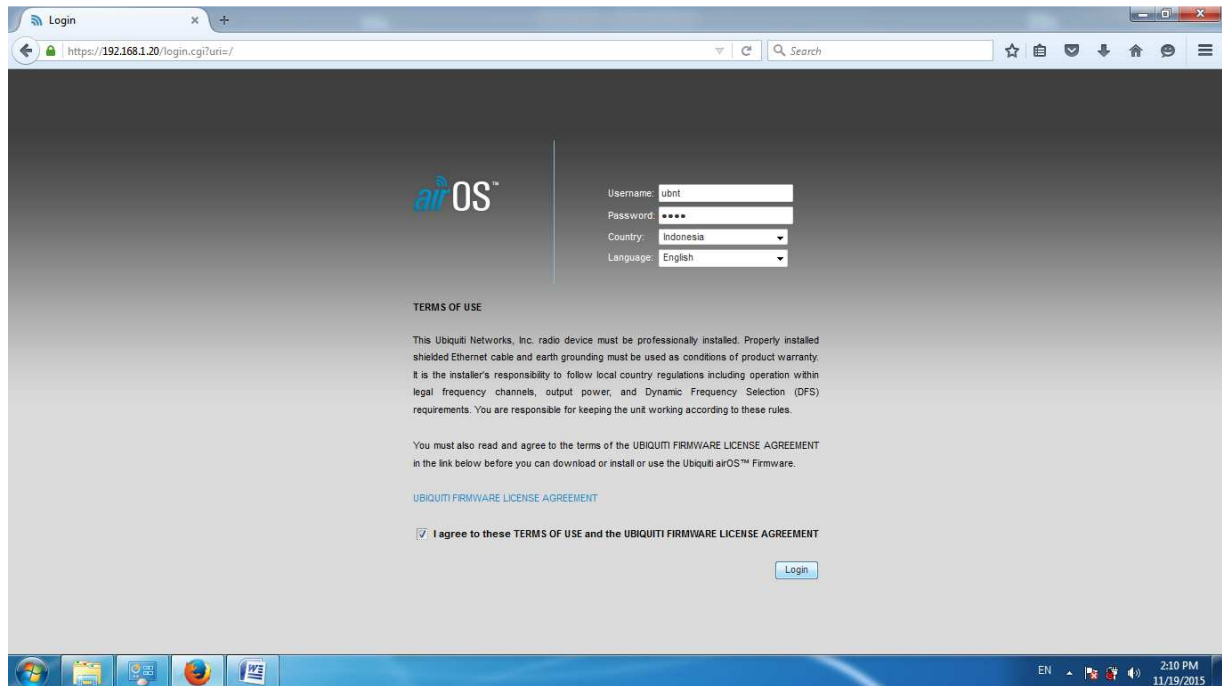 Login
https://192.168.1.20/login.cgi?uri=/
Search
airOS™
Username: ubnt
Password: ••••
Country: Indonesia
Language: English
TERMS OF USE
This Ubiquiti Networks, Inc. radio device must be professionally installed. Properly installed
shielded Ethernet cable and earth grounding must be used as conditions of product warranty.
It is the installer's responsibility to follow local country regulations including operation within
legal frequency channels, output power, and Dynamic Frequency Selection (DFS)
requirements. You are responsible for keeping the unit working according to these rules.
You must also read and agree to the terms of the UBIQUITI FIRMWARE LICENSE AGREEMENT
in the link below before you can download or install or use the Ubiquiti airOS™ Firmware.
UBIQUITI FIRMWARE LICENSE AGREEMENT
I agree to these TERMS OF USE and the UBIQUITI FIRMWARE LICENSE AGREEMENT
Login
EN
2:10 PM
11/19/2015